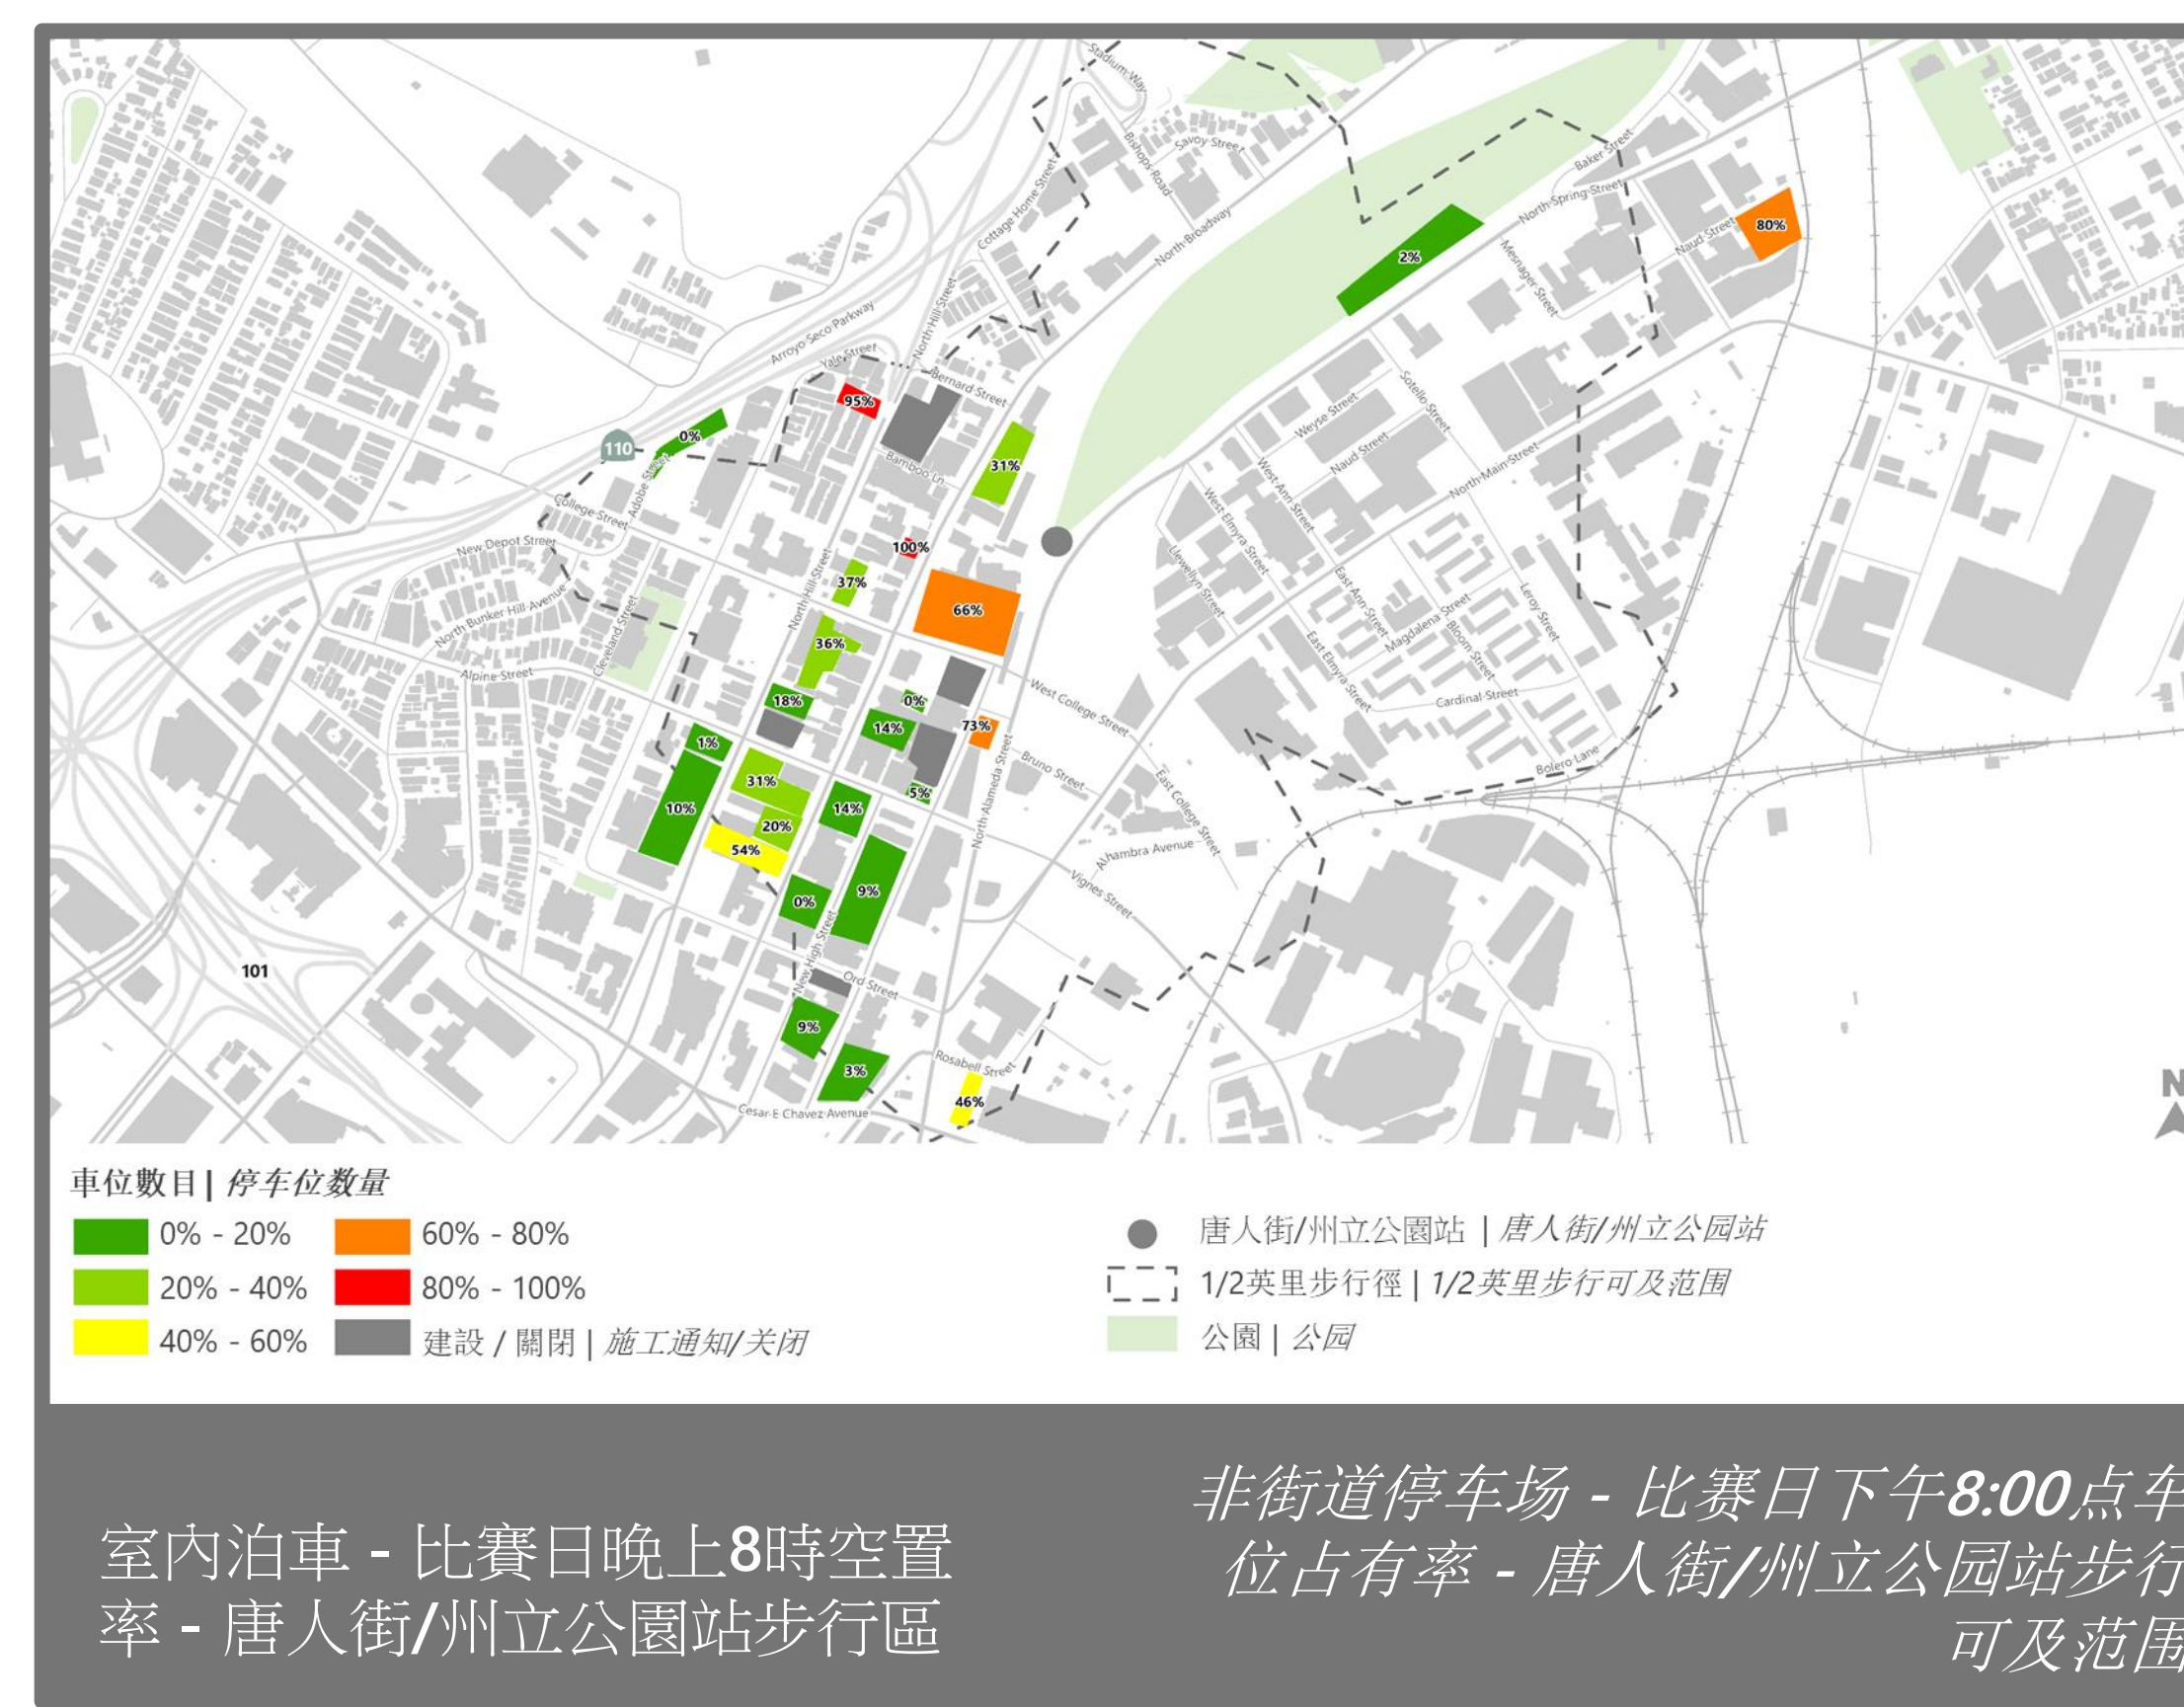 Stadium Way
Savoy Street
Bishops Road
Baker Street
North Spring Street
Cottage Home Street
North Broadway
Naud Street
80%
2%
Mesnager Street
Arroyo Seco Parkway
North Hill Street
Yale Street
Bernard Street
95%
Sotello Street
Weyse Street
0%
110
31%
Bamboo Ln
Naud Street
North Main Street
Adobe Street
College Street
West Ann Street
West Elmyra Street
New Depot Street
100%
Llewellyn Street
37%
North Hill Street
66%
East Ann Street
Magdalena Street
Leroy Street
North Bunker Hill Avenue
Cleveland Street
36%
Bloom Street
East Elmyra Street
Alpine Street
18%
0%
West College Street
Cardinal Street
14%
73%
1%
Bruno Street
Bolero Lane
31%
5%
North Alameda Street
East College Street
10%
14%
20%
54%
Alhambra Avenue
9%
0%
Vignes Street
New High Street
101
Ord Street
9%
Rosabell Street
3%
46%
Cesar E Chavez Avenue
N
車位數目 | 停车位数量
0% - 20%
20% - 40%
40% - 60%
60% - 80%
80% - 100%
建設 / 關閉 | 施工通知/关闭
唐人街/州立公園站 | 唐人街/州立公园站
1/2英里步行徑 | 1/2英里步行可及范围
公園 | 公园
室內泊車 - 比賽日晚上8時空置
率 - 唐人街/州立公園站步行區
非街道停车场 - 比赛日下午8:00点车
位占有率 - 唐人街/州立公园站步行
可及范围